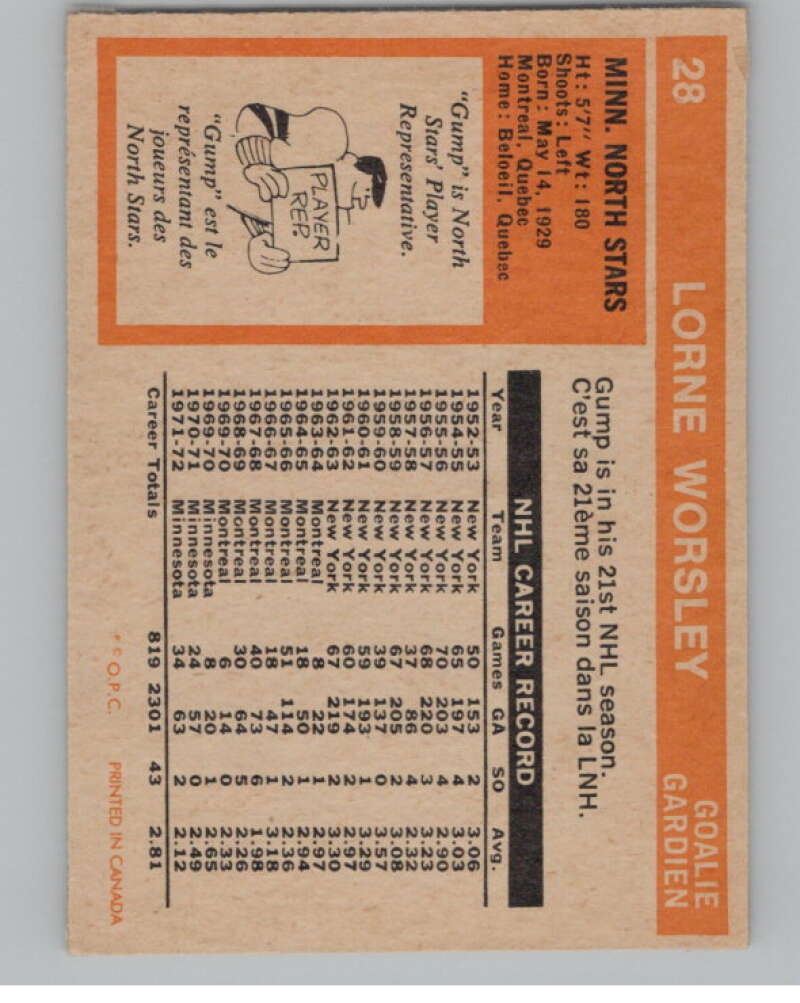 28 LORNE WORSLEY GOALIE
GARDIEN
MINN. NORTH STARS
Ht: 5'7" Wt: 180
Shoots: Left
Born: May 14, 1929
Montreal, Quebec
Home: Beloeil, Quebec
"Gump" is North
Stars' Player
Representative.
PLAYER
REP.
"Gump" est le
représentant des
joueurs des
North Stars.
Gump is in his 21st NHL season.
C'est sa 21ème saison dans la LNH.
NHL CAREER RECORD
Year Team Games GA SO Avg.
1952-53 New York 50 153 2 3.06
1954-55 New York 65 197 4 3.03
1955-56 New York 70 203 4 2.90
1956-57 New York 68 220 3 3.23
1957-58 New York 37 86 4 2.32
1958-59 New York 67 205 2 3.08
1959-60 New York 39 137 0 3.57
1960-61 New York 59 193 1 3.29
1961-62 New York 60 174 2 2.97
1962-63 New York 67 219 2 3.30
1963-64 Montreal 8 22 1 2.97
1964-65 Montreal 18 50 1 2.94
1965-66 Montreal 51 114 2 2.36
1966-67 Montreal 18 47 1 3.18
1967-68 Montreal 40 73 6 1.98
1968-69 Montreal 30 64 5 2.26
1969-70 Montreal 6 14 0 2.33
1969-70 Minnesota 8 20 1 2.65
1970-71 Minnesota 24 57 0 2.49
1971-72 Minnesota 34 63 2 2.12
Career Totals 819 2301 43 2.81
* © O.P.C. PRINTED IN CANADA